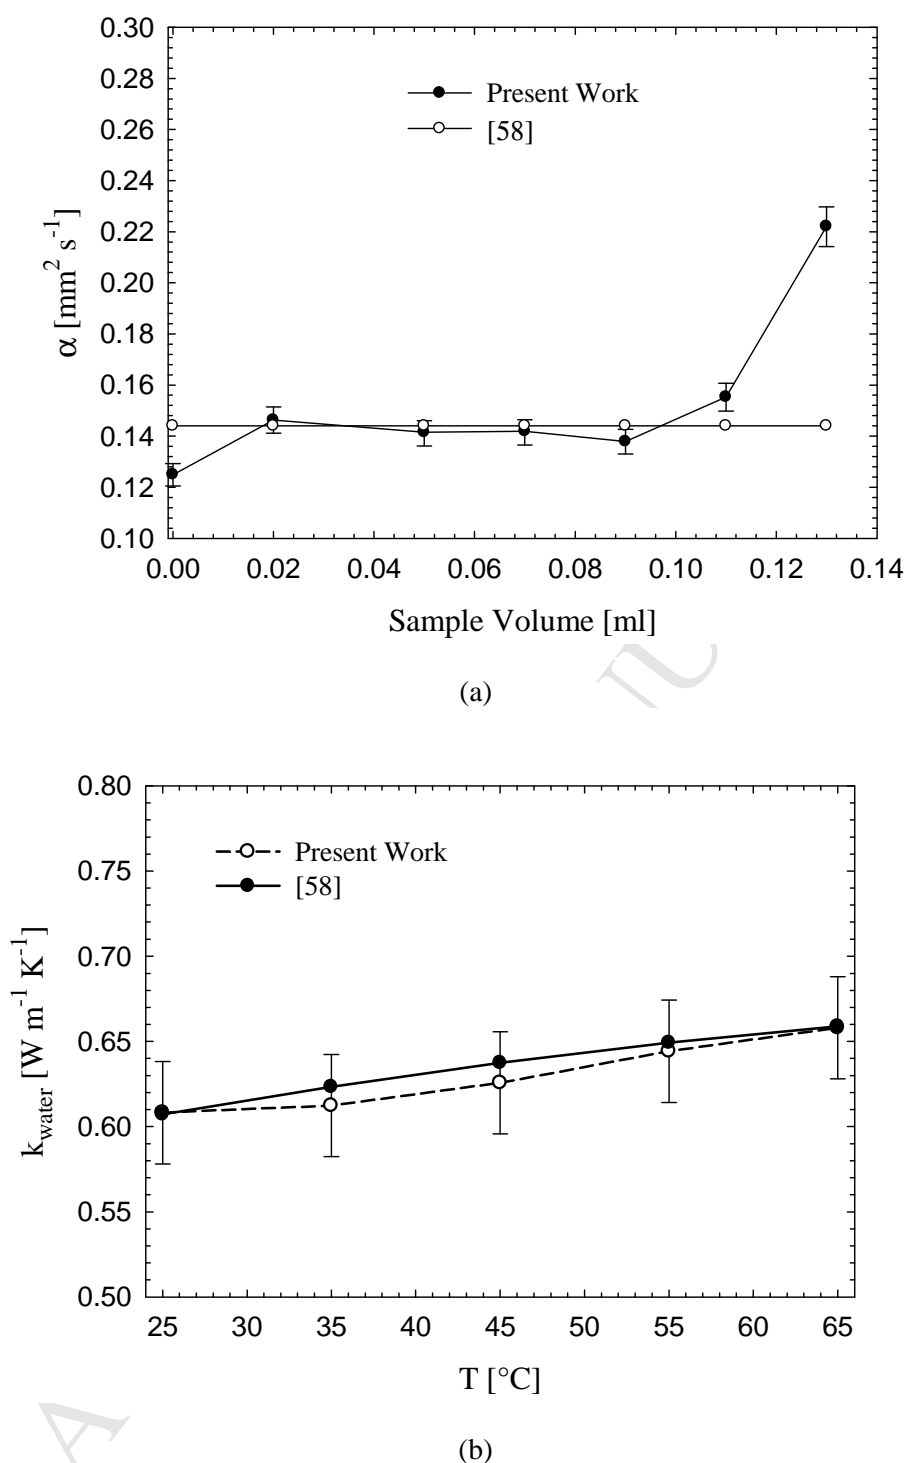 0.30
0.28
0.26
0.24
0.22
0.20
0.18
0.16
0.14
0.12
0.10
α [mm² s⁻¹]
Present Work
[58]
0.00 0.02 0.04 0.06 0.08 0.10 0.12 0.14
Sample Volume [ml]
(a)
0.80
0.75
0.70
0.65
0.60
0.55
0.50
k_water [W m⁻¹ K⁻¹]
Present Work
[58]
25 30 35 40 45 50 55 60 65
T [°C]
(b)